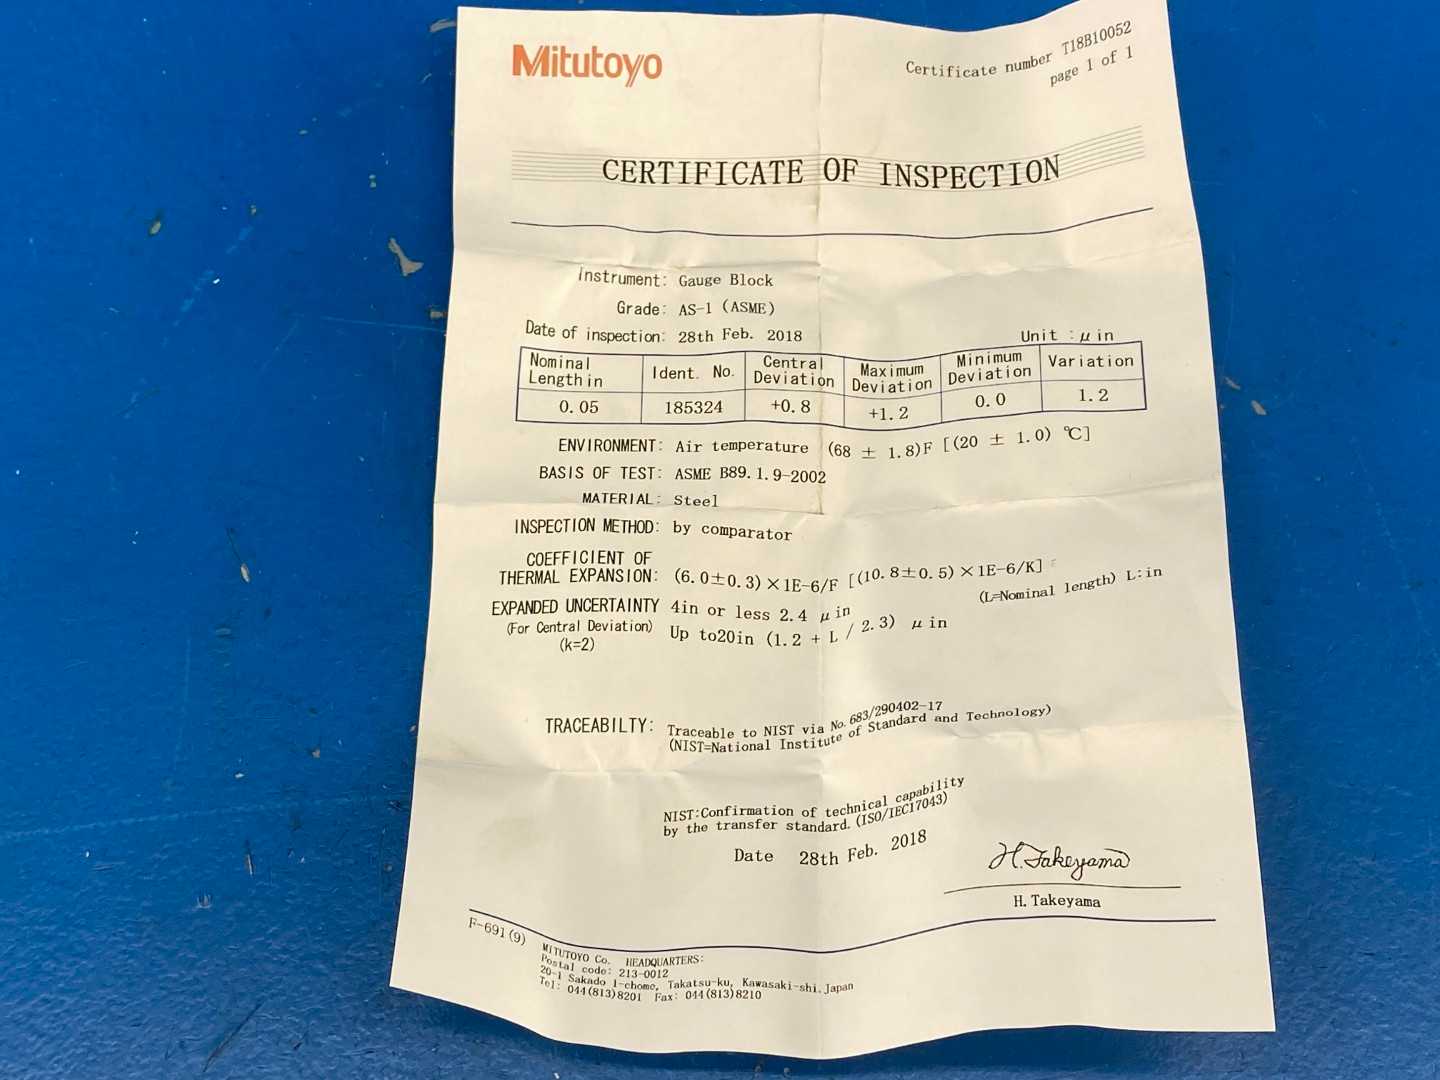 Mitutoyo
Certificate number T18B10052
page 1 of 1
CERTIFICATE OF INSPECTION
Instrument: Gauge Block
Grade: AS-1 (ASME)
Date of inspection: 28th Feb. 2018
Unit : μin
Nominal Length in Ident. No. Central Deviation Maximum Deviation Minimum Deviation Variation
0.05 185324 +0.8 +1.2 0.0 1.2
ENVIRONMENT: Air temperature (68 ± 1.8)F [(20 ± 1.0) ℃]
BASIS OF TEST: ASME B89.1.9-2002
MATERIAL: Steel
INSPECTION METHOD: by comparator
COEFFICIENT OF
THERMAL EXPANSION: (6.0±0.3)×1E-6/F [(10.8±0.5)×1E-6/K]
EXPANDED UNCERTAINTY 4in or less 2.4 μin (L=Nominal length) L:in
(For Central Deviation) Up to20in (1.2 + L / 2.3) μin
(k=2)
TRACEABILTY: Traceable to NIST via No.683/290402-17
(NIST=National Institute of Standard and Technology)
NIST:Confirmation of technical capability
by the transfer standard.(ISO/IEC17043)
Date 28th Feb. 2018
H.Takeyama
H.Takeyama
F-691(9)
MITUTOYO Co. HEADQUARTERS:
Postal code: 213-0012
20-1 Sakado 1-chome, Takatsu-ku, Kawasaki-shi,Japan
Tel: 044(813)8201 Fax: 044(813)8210